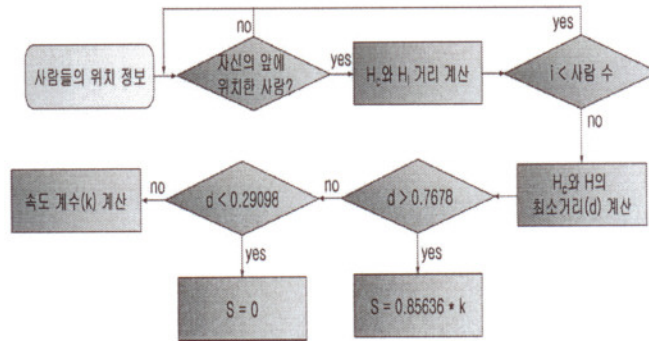 no
yes
사람들의 위치 정보
자신의 앞에
위치한 사람?
yes
H_c와 H_i 거리 계산
i < 사람 수
no
속도 계수(k) 계산
no
d < 0.29098
no
d > 0.7678
H_c와 H의
최소거리(d) 계산
yes
yes
S = 0
S = 0.85636 * k